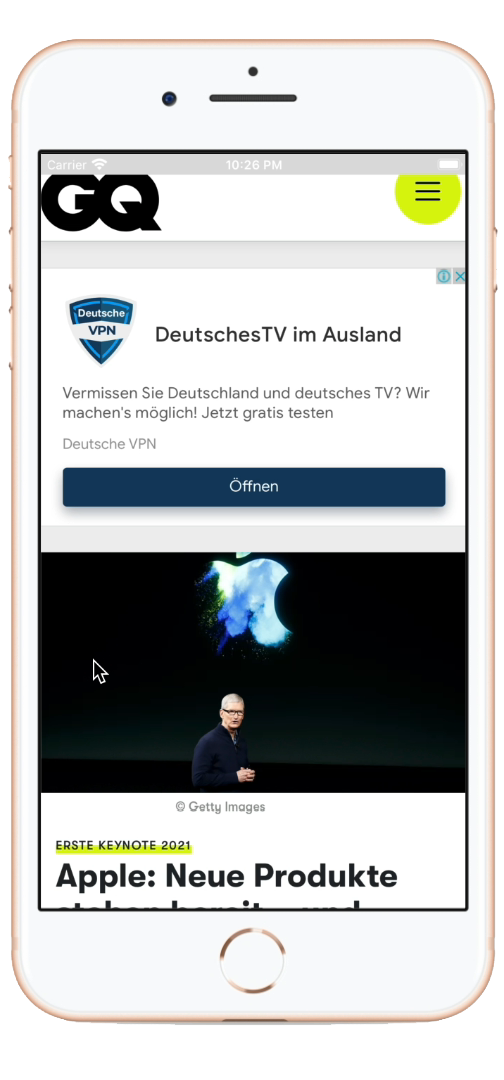 Carrier
10:26 PM
GQ
DeutschesTV im Ausland
Deutsche
VPN
Vermissen Sie Deutschland und deutsches TV? Wir
machen's möglich! Jetzt gratis testen
Deutsche VPN
Öffnen
© Getty Images
ERSTE KEYNOTE 2021
Apple: Neue Produkte